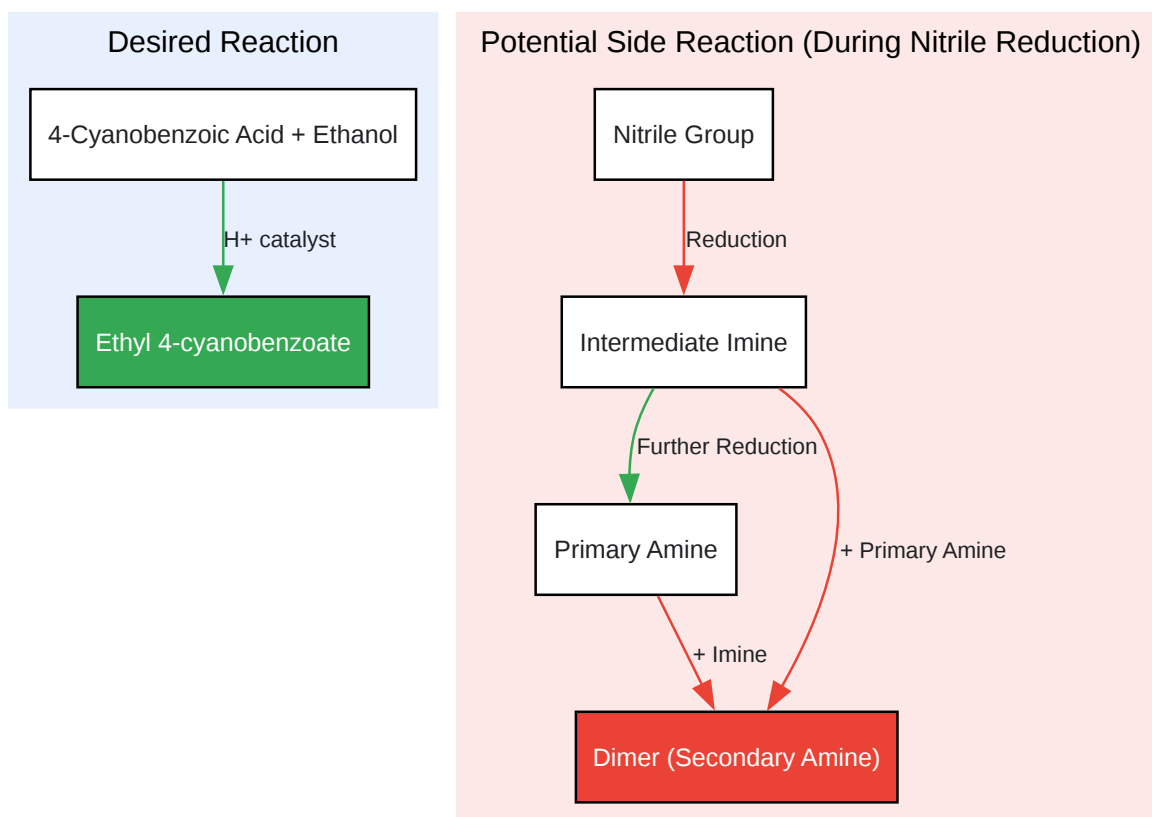 Desired Reaction
4-Cyanobenzoic Acid + Ethanol
H+ catalyst
Ethyl 4-cyanobenzoate
Potential Side Reaction (During Nitrile Reduction)
Nitrile Group
Reduction
Intermediate Imine
Further Reduction
Primary Amine
+ Primary Amine
+ Imine
Dimer (Secondary Amine)